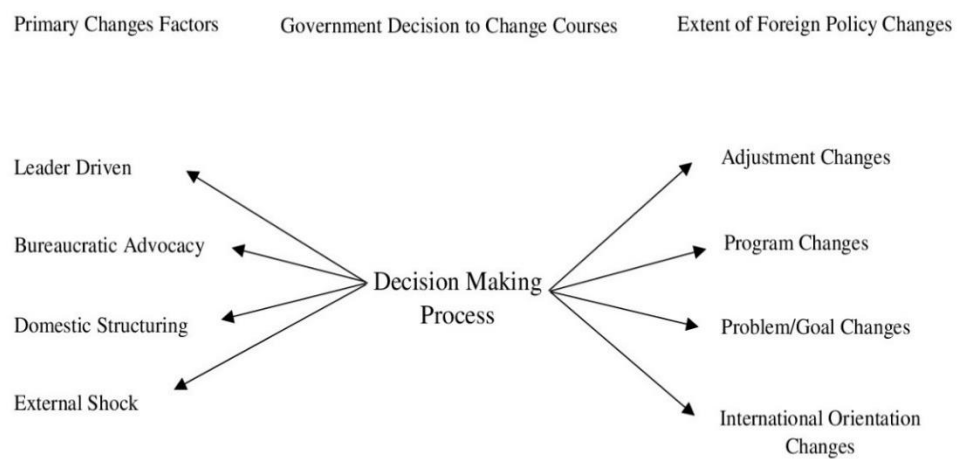 Primary Changes Factors
Government Decision to Change Courses
Extent of Foreign Policy Changes
Leader Driven
Bureaucratic Advocacy
Domestic Structuring
External Shock
Decision Making
Process
Adjustment Changes
Program Changes
Problem/Goal Changes
International Orientation
Changes